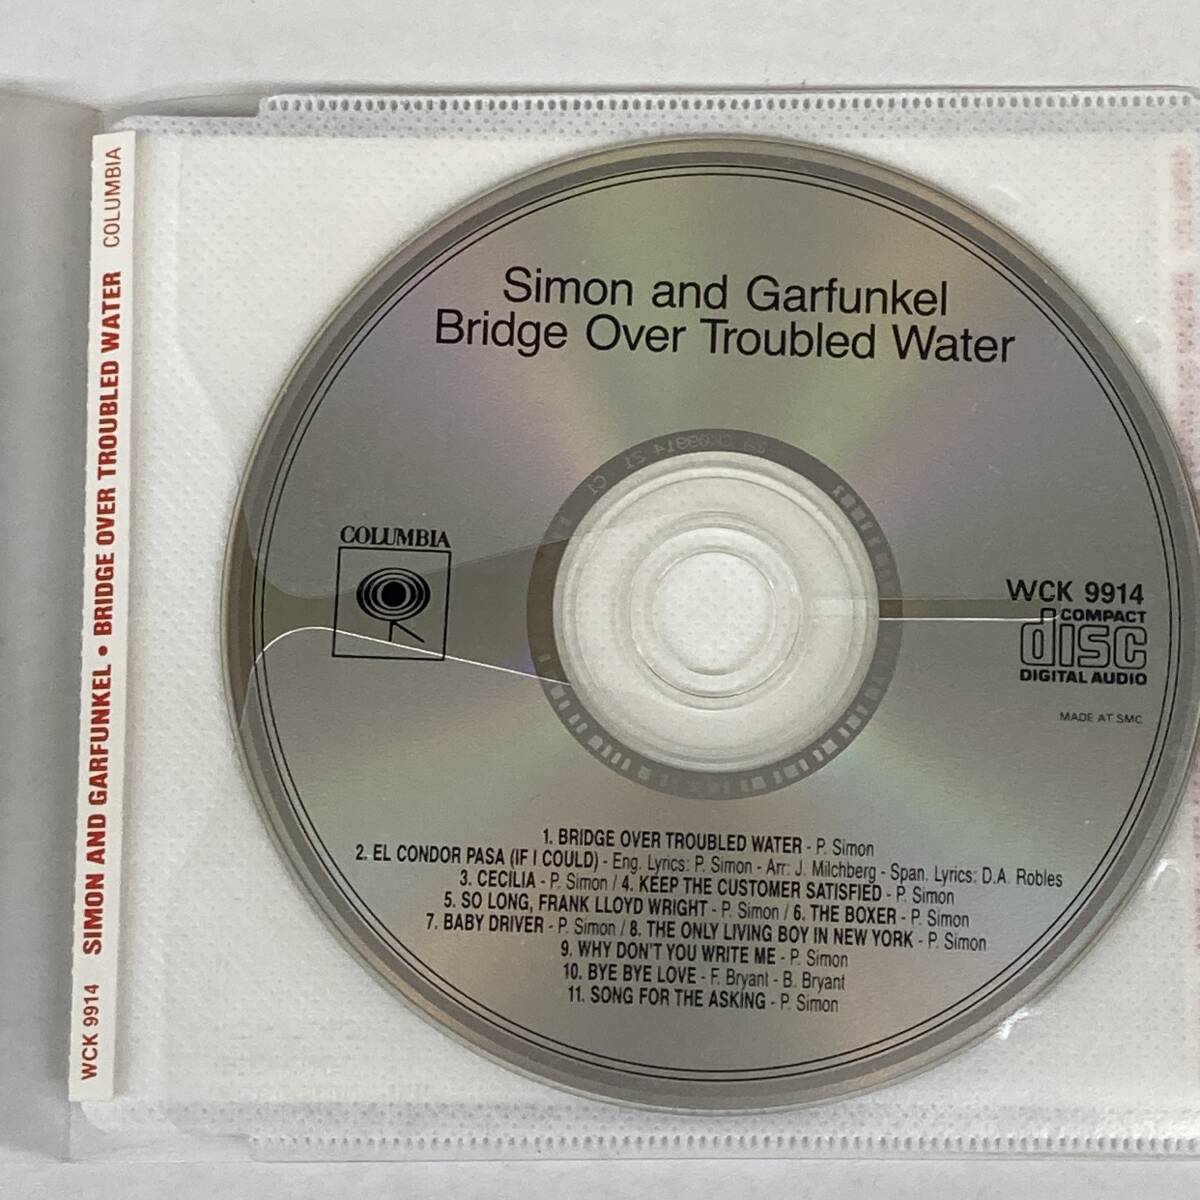 WCK 9914 SIMON AND GARFUNKEL • BRIDGE OVER TROUBLED WATER COLUMBIA
Simon and Garfunkel
Bridge Over Troubled Water
COLUMBIA
WCK 9914
COMPACT
disc
DIGITAL AUDIO
MADE AT SMC
1. BRIDGE OVER TROUBLED WATER - P. Simon
2. EL CONDOR PASA (IF I COULD) - Eng. Lyrics: P. Simon - Arr: J. Milchberg - Span. Lyrics: D.A. Robles
3. CECILIA - P. Simon / 4. KEEP THE CUSTOMER SATISFIED - P. Simon
5. SO LONG, FRANK LLOYD WRIGHT - P. Simon / 6. THE BOXER - P. Simon
7. BABY DRIVER - P. Simon / 8. THE ONLY LIVING BOY IN NEW YORK - P. Simon
9. WHY DON'T YOU WRITE ME - P. Simon
10. BYE BYE LOVE - F. Bryant - B. Bryant
11. SONG FOR THE ASKING - P. Simon